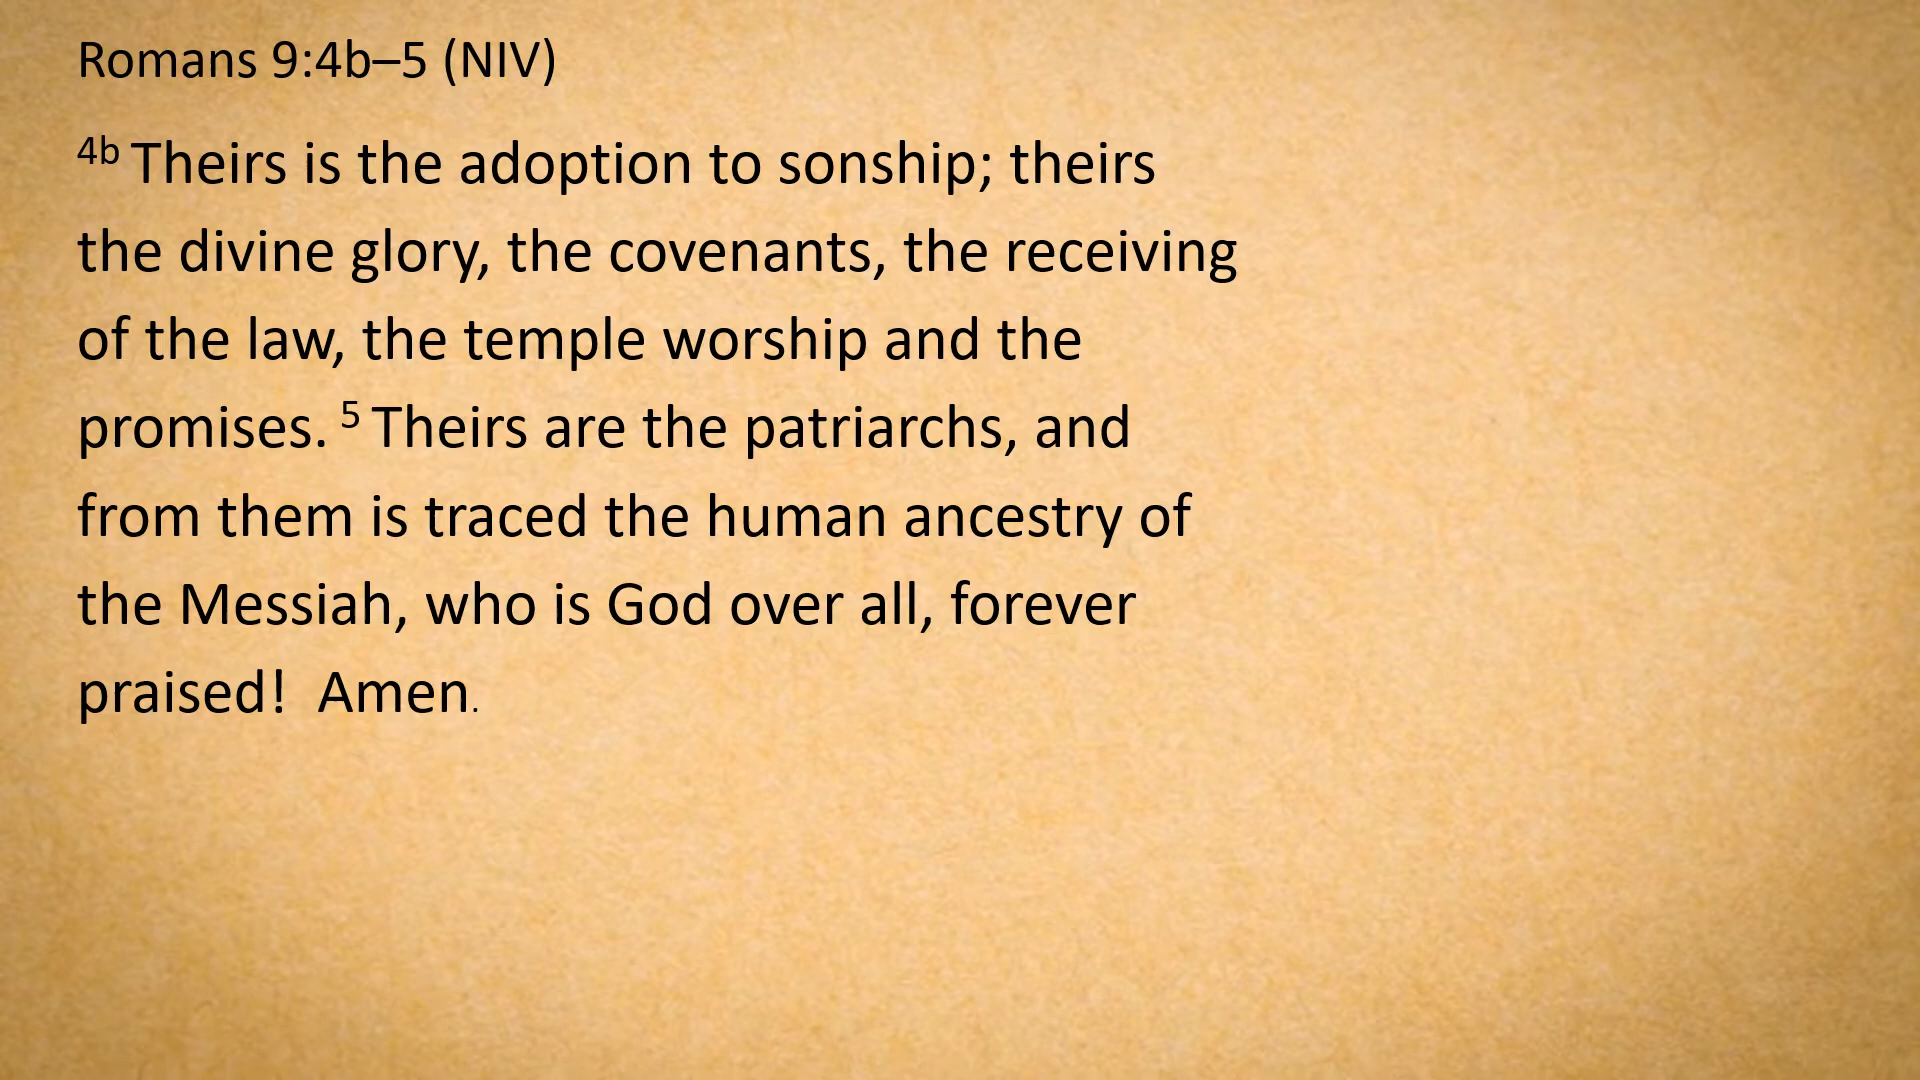 Romans 9:4b–5 (NIV)
4b Theirs is the adoption to sonship; theirs
the divine glory, the covenants, the receiving
of the law, the temple worship and the
promises. 5 Theirs are the patriarchs, and
from them is traced the human ancestry of
the Messiah, who is God over all, forever
praised!  Amen.